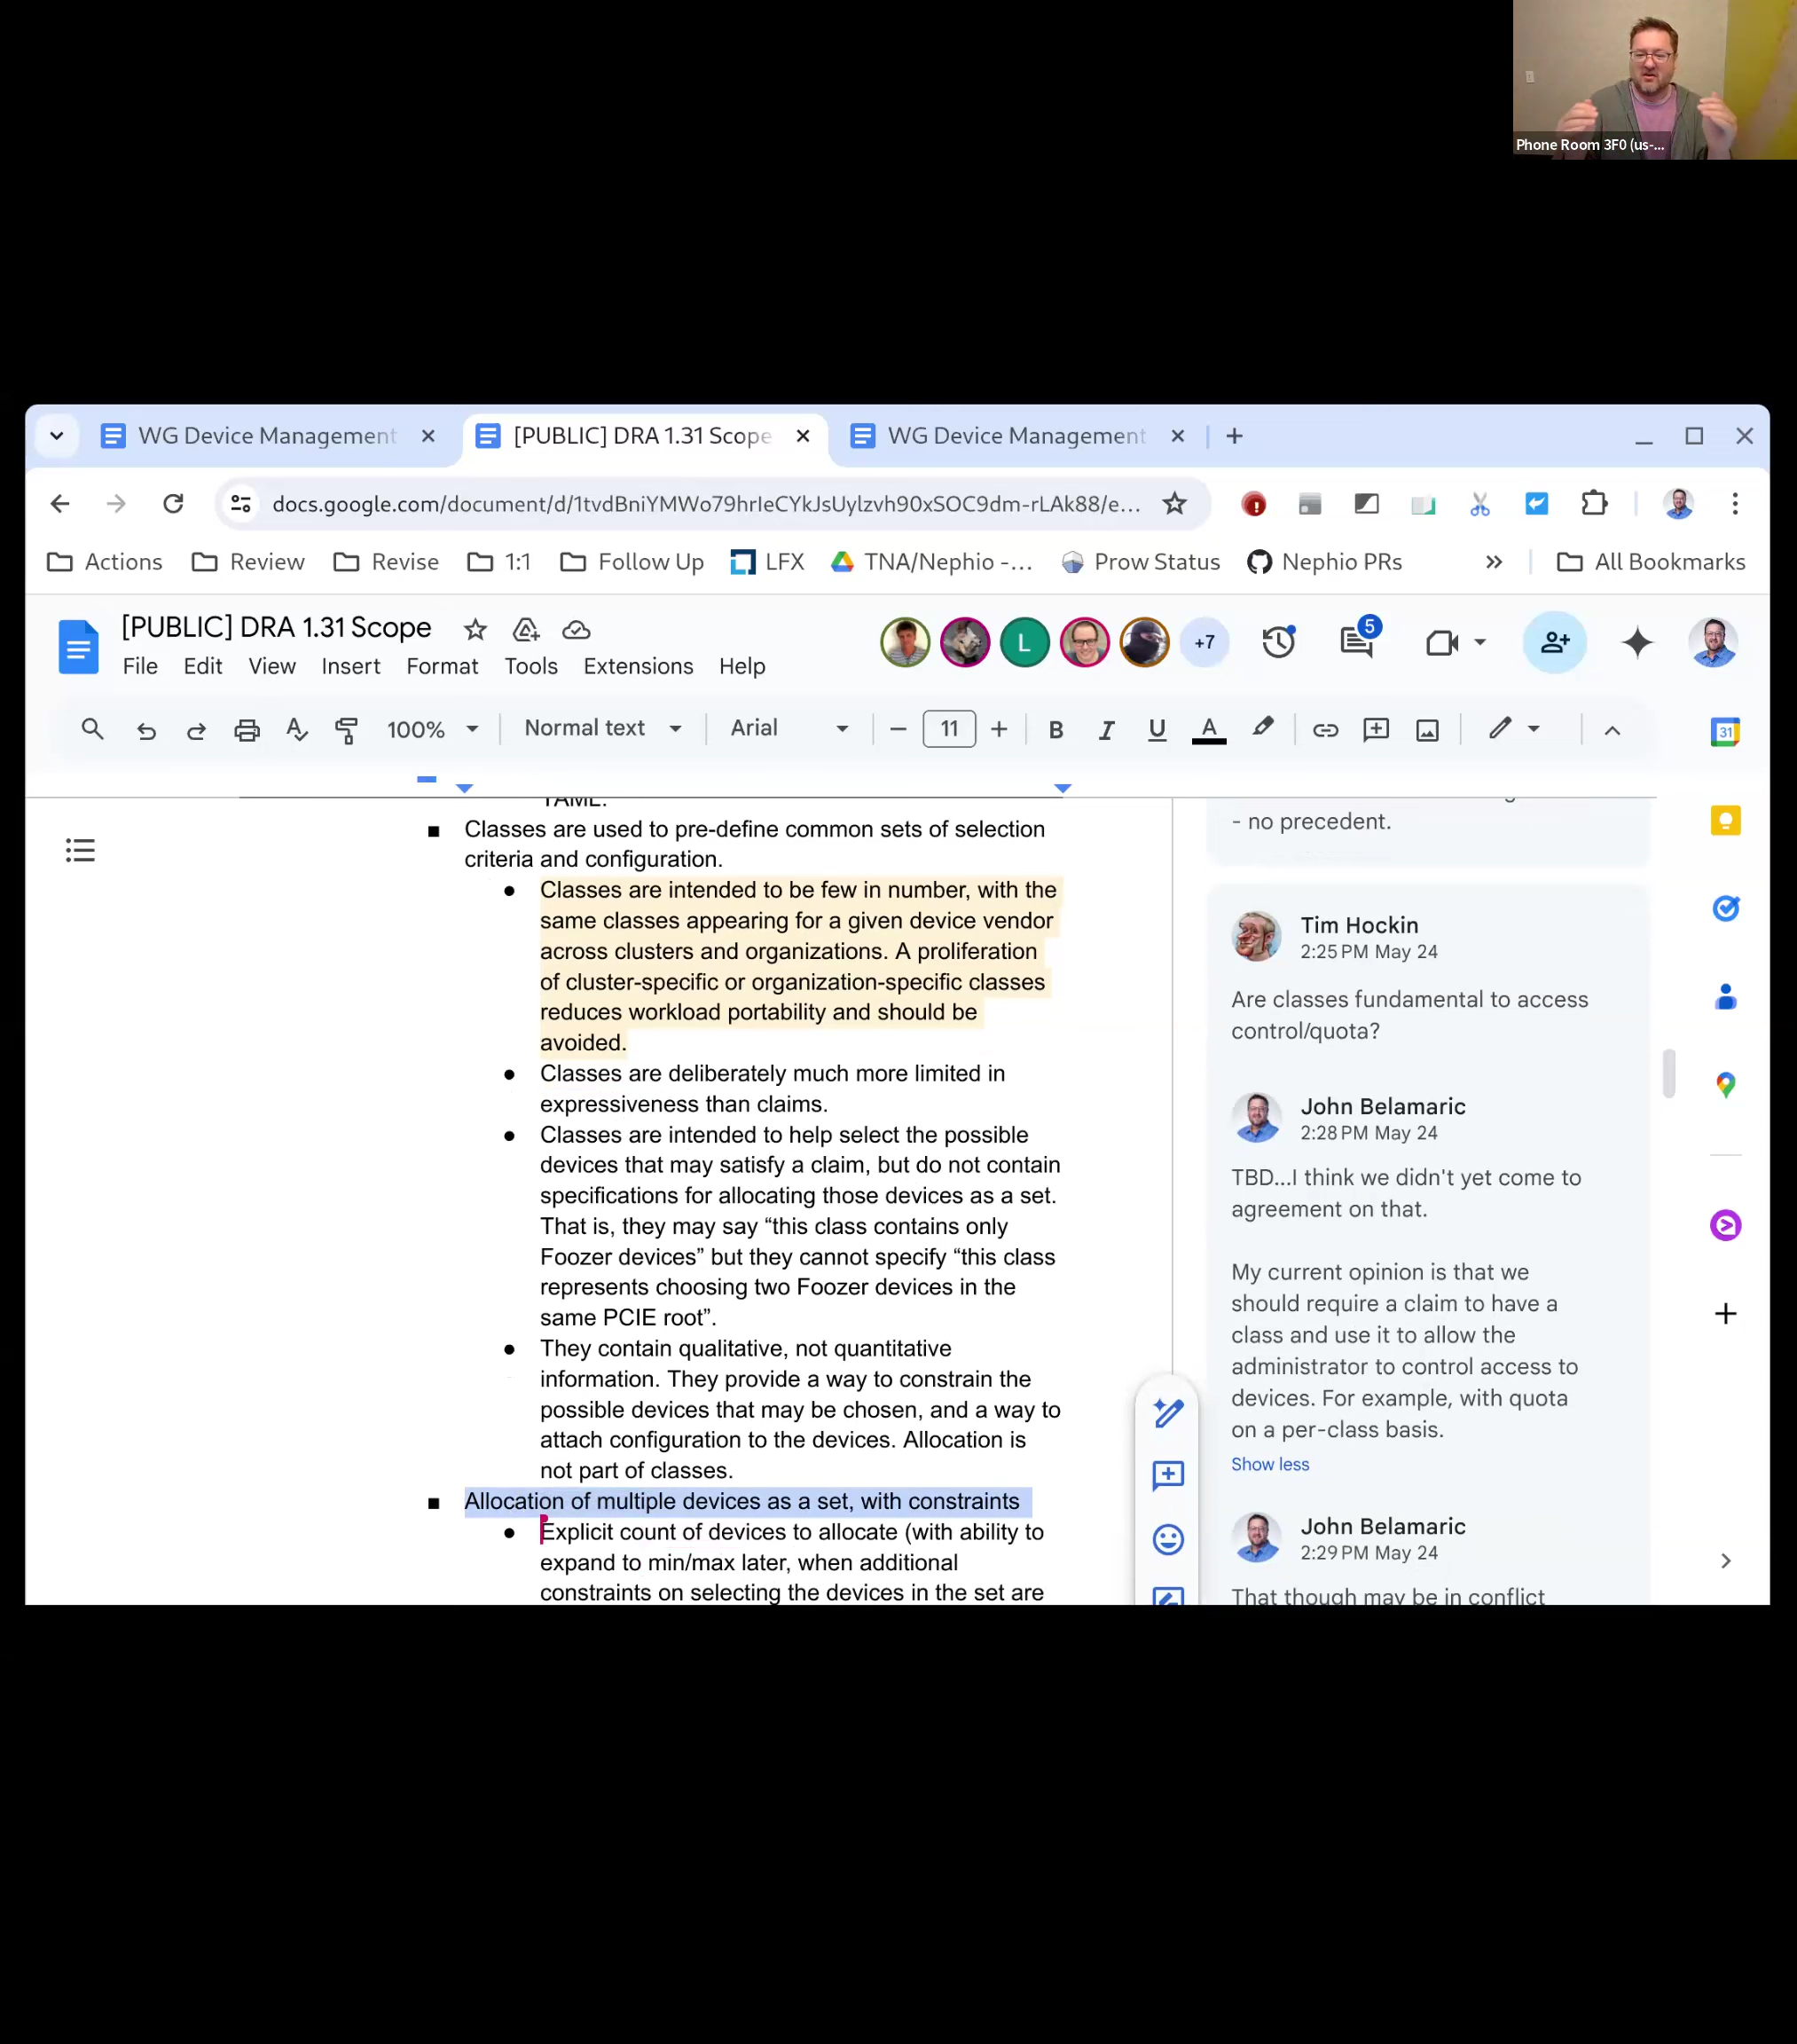 Phone Room 3F0 (us-...
WG Device Management
[PUBLIC] DRA 1.31 Scope
WG Device Management
docs.google.com/document/d/1tvdBniYMWo79hrIeCYkJsUylzvh90xSOC9dm-rLAk88/e...
Actions
Review
Revise
1:1
Follow Up
LFX
TNA/Nephio -...
Prow Status
Nephio PRs
All Bookmarks
[PUBLIC] DRA 1.31 Scope
L
+7
5
File Edit View Insert Format Tools Extensions Help
100%
Normal text
Arial
11
B I U A
31
YAML.
Classes are used to pre-define common sets of selection
criteria and configuration.
Classes are intended to be few in number, with the
same classes appearing for a given device vendor
across clusters and organizations. A proliferation
of cluster-specific or organization-specific classes
reduces workload portability and should be
avoided.
Classes are deliberately much more limited in
expressiveness than claims.
Classes are intended to help select the possible
devices that may satisfy a claim, but do not contain
specifications for allocating those devices as a set.
That is, they may say “this class contains only
Foozer devices” but they cannot specify “this class
represents choosing two Foozer devices in the
same PCIE root”.
They contain qualitative, not quantitative
information. They provide a way to constrain the
possible devices that may be chosen, and a way to
attach configuration to the devices. Allocation is
not part of classes.
Allocation of multiple devices as a set, with constraints
Explicit count of devices to allocate (with ability to
expand to min/max later, when additional
constraints on selecting the devices in the set are
- no precedent.
Tim Hockin
2:25 PM May 24
Are classes fundamental to access
control/quota?
John Belamaric
2:28 PM May 24
TBD...I think we didn't yet come to
agreement on that.
My current opinion is that we
should require a claim to have a
class and use it to allow the
administrator to control access to
devices. For example, with quota
on a per-class basis.
Show less
John Belamaric
2:29 PM May 24
That though may be in conflict